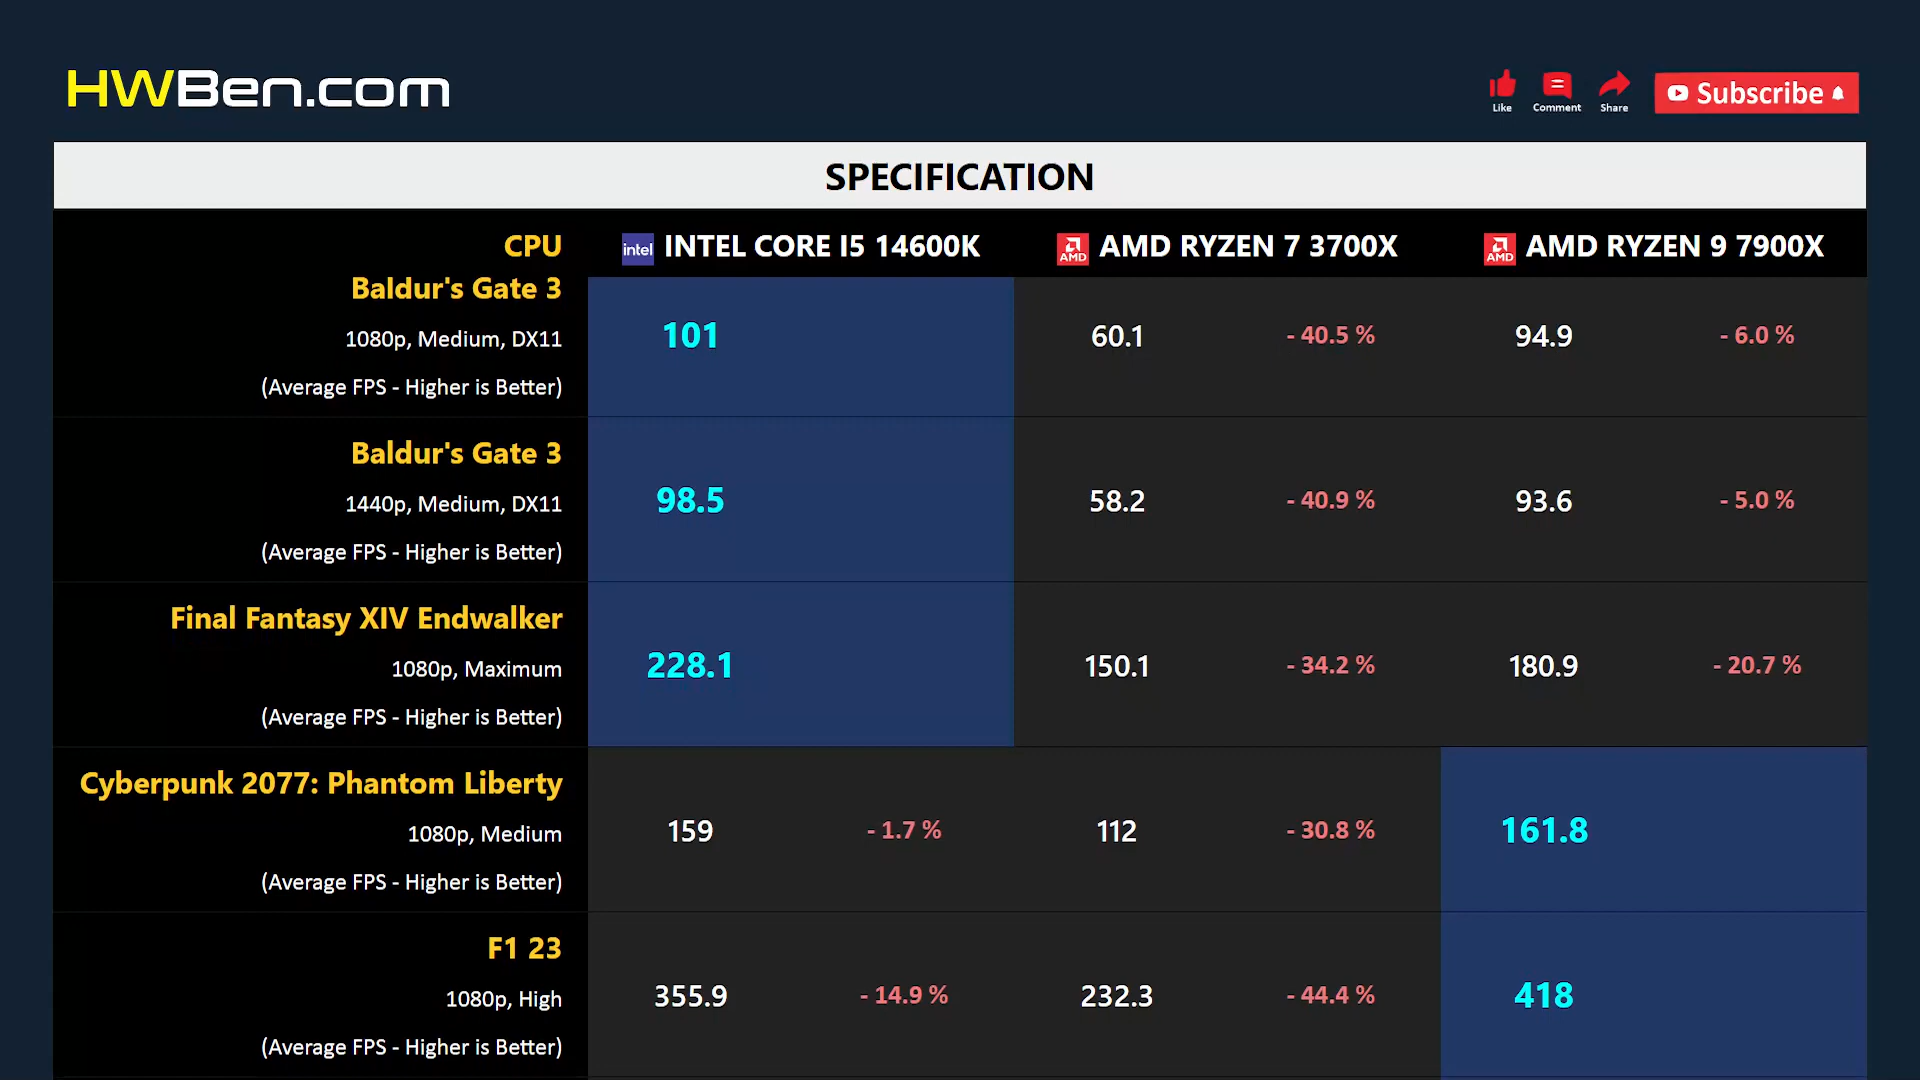 HWBen.com
Like
Comment
Share
Subscribe
SPECIFICATION
CPU
intel INTEL CORE I5 14600K
AMD AMD RYZEN 7 3700X
AMD AMD RYZEN 9 7900X
Baldur's Gate 3
1080p, Medium, DX11
(Average FPS - Higher is Better)
101
60.1 - 40.5 %
94.9 - 6.0 %
Baldur's Gate 3
1440p, Medium, DX11
(Average FPS - Higher is Better)
98.5
58.2 - 40.9 %
93.6 - 5.0 %
Final Fantasy XIV Endwalker
1080p, Maximum
(Average FPS - Higher is Better)
228.1
150.1 - 34.2 %
180.9 - 20.7 %
Cyberpunk 2077: Phantom Liberty
1080p, Medium
(Average FPS - Higher is Better)
159 - 1.7 %
112 - 30.8 %
161.8
F1 23
1080p, High
(Average FPS - Higher is Better)
355.9 - 14.9 %
232.3 - 44.4 %
418